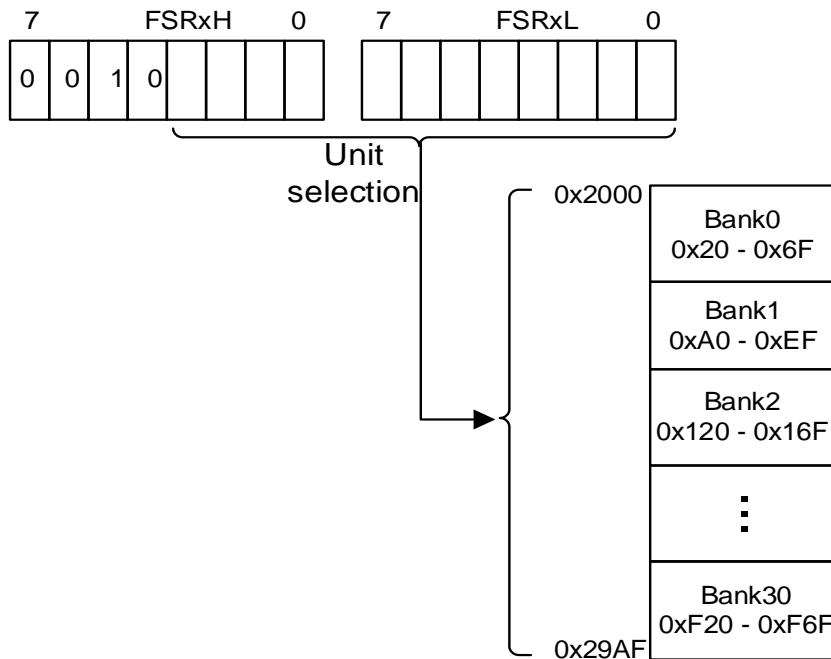 7 FSRxH 0 7 FSRxL 0
0 0 1 0
Unit
selection
0x2000
Bank0
0x20 - 0x6F
Bank1
0xA0 - 0xEF
Bank2
0x120 - 0x16F
⋮
Bank30
0xF20 - 0xF6F
0x29AF